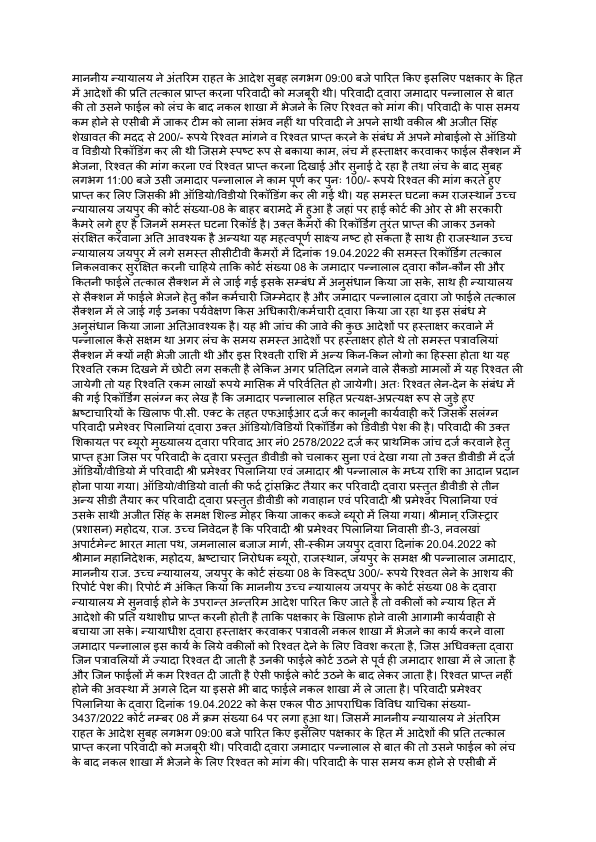 माननीय न्यायालय ने अंतरिम राहत के आदेश सुबह लगभग 09:00 बजे पारित किए इसलिए पक्षकार के हित
में आदेशों की प्रति तत्काल प्राप्त करना परिवादी को मजबूरी थी। परिवादी द्वारा जमादार पन्नालाल से बात
की तो उसने फाईल को लंच के बाद नकल शाखा में भेजने के लिए रिश्वत को मांग की। परिवादी के पास समय
कम होने से एसीबी में जाकर टीम को लाना संभव नहीं था परिवादी ने अपने साथी वकील श्री अजीत सिंह
शेखावत की मदद से 200/- रूपये रिश्वत मांगने व रिश्वत प्राप्त करने के संबंध में अपने मोबाईलो से ऑडियो
व विडीयो रिकॉडिंग कर ली थी जिसमे स्पष्ट रूप से बकाया काम, लंच में हस्ताक्षर करवाकर फाईल सैक्शन में
भेजना, रिश्वत की मांग करना एवं रिश्वत प्राप्त करना दिखाई और सुनाई दे रहा है तथा लंच के बाद सुबह
लगभग 11:00 बजे उसी जमादार पन्नालाल ने काम पूर्ण कर पुनः 100/- रूपये रिश्वत की मांग करते हुए
प्राप्त कर लिए जिसकी भी ऑडियो/विडीयो रिकॉडिंग कर ली गई थी। यह समस्त घटना कम राजस्थान उच्च
न्यायालय जयपुर की कोर्ट संख्या-08 के बाहर बरामदे में हुआ है जहां पर हाई कोर्ट की ओर से भी सरकारी
कैमरे लगे हुए है जिनमें समस्त घटना रिकॉर्ड है। उक्त कैमरों की रिकॉर्डिंग तुरंत प्राप्त की जाकर उनको
संरक्षित करवाना अति आवश्यक है अन्यथा यह महत्वपूर्ण साक्ष्य नष्ट हो सकता है साथ ही राजस्थान उच्च
न्यायालय जयपुर में लगे समस्त सीसीटीवी कैमरों में दिनांक 19.04.2022 की समस्त रिकॉर्डिंग तत्काल
निकलवाकर सुरक्षित करनी चाहिये ताकि कोर्ट संख्या 08 के जमादार पन्नालाल द्वारा कौन-कौन सी और
कितनी फाईले तत्काल सैक्शन में ले जाई गई इसके सम्बंध में अनुसंधान किया जा सके, साथ ही न्यायालय
से सैक्शन में फाईले भेजने हेतु कौन कर्मचारी जिम्मेदार है और जमादार पन्नालाल द्वारा जो फाईले तत्काल
सैक्शन में ले जाई गई उनका पर्यवेक्षण किस अधिकारी/कर्मचारी द्वारा किया जा रहा था इस संबंध मे
अनुसंधान किया जाना अतिआवश्यक है। यह भी जांच की जावे की कुछ आदेशों पर हस्ताक्षर करवाने में
पन्नालाल कैसे सक्षम था अगर लंच के समय समस्त आदेशों पर हस्ताक्षर होते थे तो समस्त पत्रावलियां
सैक्शन में क्यों नही भेजी जाती थी और इस रिश्वती राशि में अन्य किन-किन लोगो का हिस्सा होता था यह
रिश्वति रकम दिखने में छोटी लग सकती है लेकिन अगर प्रतिदिन लगने वाले सैकडो मामलों में यह रिश्वत ली
जायेगी तो यह रिश्वति रकम लाखों रूपये मासिक में परिर्वतित हो जायेगी। अतः रिश्वत लेन-देन के संबंध में
की गई रिकॉर्डिग सलंग्न कर लेख है कि जमादार पन्नालाल सहित प्रत्यक्ष-अप्रत्यक्ष रूप से जुड़े हुए
भ्रष्टाचारियों के खिलाफ पी.सी. एक्ट के तहत एफआईआर दर्ज कर कानूनी कार्यवाही करें जिसके सलंग्न
परिवादी प्रमेश्वर पिलानियां द्वारा उक्त ऑडियो/विडियों रिकॉर्डिंग को डिवीडी पेश की है। परिवादी की उक्त
शिकायत पर ब्यूरो मुख्यालय द्वारा परिवाद आर नं0 2578/2022 दर्ज कर प्राथमिक जांच दर्ज करवाने हेतु
प्राप्त हुआ जिस पर परिवादी के द्वारा प्रस्तुत डीवीडी को चलाकर सुना एवं देखा गया तो उक्त डीवीडी में दर्ज
ऑडियो/वीडियो में परिवादी श्री प्रमेश्वर पिलानिया एवं जमादार श्री पन्नालाल के मध्य राशि का आदान प्रदान
होना पाया गया। ऑडियो/वीडियो वार्ता की फर्द ट्रांसक्रिट तैयार कर परिवादी द्वारा प्रस्तुत डीवीडी से तीन
अन्य सीडी तैयार कर परिवादी द्वारा प्रस्तुत डीवीडी को गवाहान एवं परिवादी श्री प्रमेश्वर पिलानिया एवं
उसके साथी अजीत सिंह के समक्ष शिल्ड मोहर किया जाकर कब्जे ब्यूरो में लिया गया। श्रीमान् रजिस्ट्रार
(प्रशासन) महोदय, राज. उच्च निवेदन है कि परिवादी श्री प्रमेश्वर पिलानिया निवासी डी-3, नवलखां
अपार्टमेन्ट भारत माता पथ, जमनालाल बजाज मार्ग, सी-स्कीम जयपुर द्वारा दिनांक 20.04.2022 को
श्रीमान महानिदेशक, महोदय, भ्रष्टाचार निरोधक ब्यूरो, राजस्थान, जयपुर के समक्ष श्री पन्नालाल जमादार,
माननीय राज. उच्च न्यायालय, जयपुर के कोर्ट संख्या 08 के विरूद्ध 300/- रूपये रिश्वत लेने के आशय की
रिपोर्ट पेश की। रिपोर्ट में अंकित किया कि माननीय उच्च न्यायालय जयपुर के कोर्ट संख्या 08 के द्वारा
न्यायालय मे सुनवाई होने के उपरान्त अन्तरिम आदेश पारित किए जाते है तो वकीलों को न्याय हित में
आदेशो की प्रति यथाशीघ्र प्राप्त करनी होती है ताकि पक्षकार के खिलाफ होने वाली आगामी कार्यवाही से
बचाया जा सके। न्यायाधीश द्वारा हस्ताक्षर करवाकर पत्रावली नकल शाखा में भेजने का कार्य करने वाला
जमादार पन्नालाल इस कार्य के लिये वकीलों को रिश्वत देने के लिए विवश करता है, जिस अधिवक्ता द्वारा
जिन पत्रावलियों में ज्यादा रिश्वत दी जाती है उनकी फाईले कोर्ट उठने से पूर्व ही जमादार शाखा में ले जाता है
और जिन फाईलों में कम रिश्वत दी जाती है ऐसी फाईले कोर्ट उठने के बाद लेकर जाता है। रिश्वत प्राप्त नहीं
होने की अवस्था में अगले दिन या इससे भी बाद फाईले नकल शाखा में ले जाता है। परिवादी प्रमेश्वर
पिलानिया के द्वारा दिनांक 19.04.2022 को केस एकल पीठ आपराधिक विविध याचिका संख्या-
3437/2022 कोर्ट नम्बर 08 में क्रम संख्या 64 पर लगा हुआ था। जिसमें माननीय न्यायालय ने अंतरिम
राहत के आदेश सुबह लगभग 09:00 बजे पारित किए इसलिए पक्षकार के हित में आदेशों की प्रति तत्काल
प्राप्त करना परिवादी को मजबूरी थी। परिवादी द्वारा जमादार पन्नालाल से बात की तो उसने फाईल को लंच
के बाद नकल शाखा में भेजने के लिए रिश्वत को मांग की। परिवादी के पास समय कम होने से एसीबी में